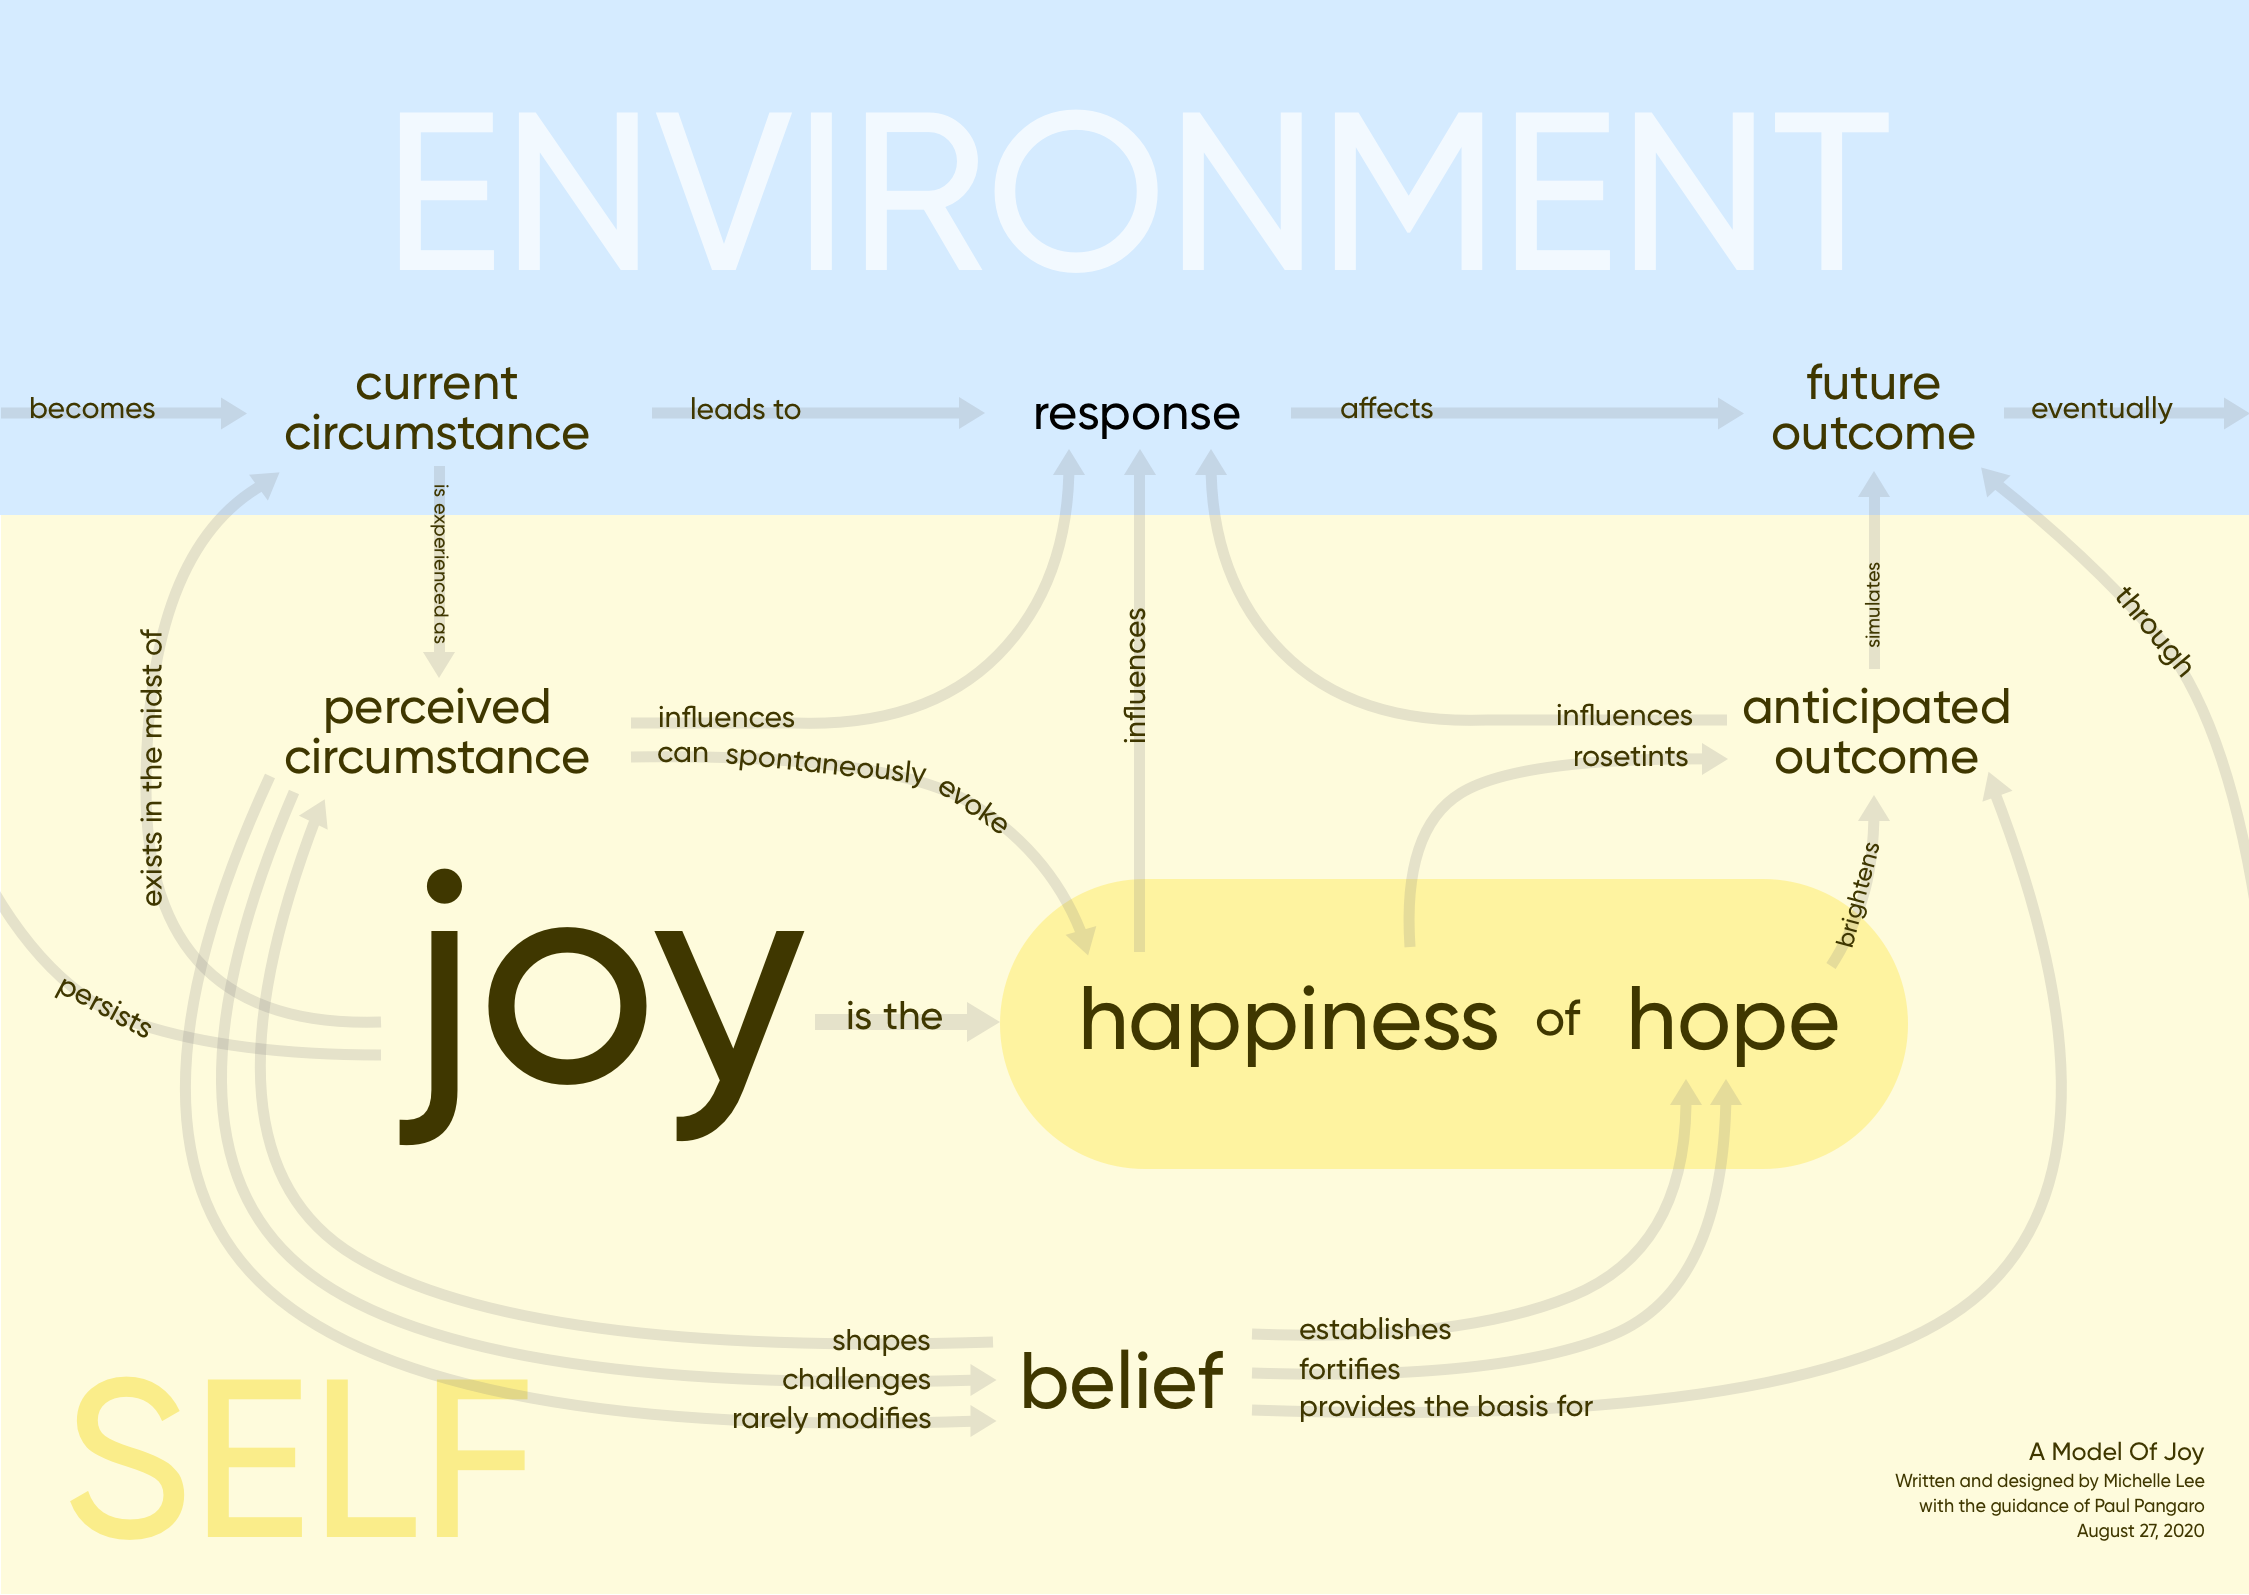 ENVIRONMENT
becomes
current
circumstance
leads to
response
affects
future
outcome
eventually
is experienced as
exists in the midst of
perceived
circumstance
influences
can spontaneously evoke
influences
influences
rosetints
anticipated
outcome
simulates
through
brightens
persists
joy
is the
happiness of hope
shapes
challenges
rarely modifies
belief
establishes
fortifies
provides the basis for
SELF
A Model Of Joy
Written and designed by Michelle Lee
with the guidance of Paul Pangaro
August 27, 2020